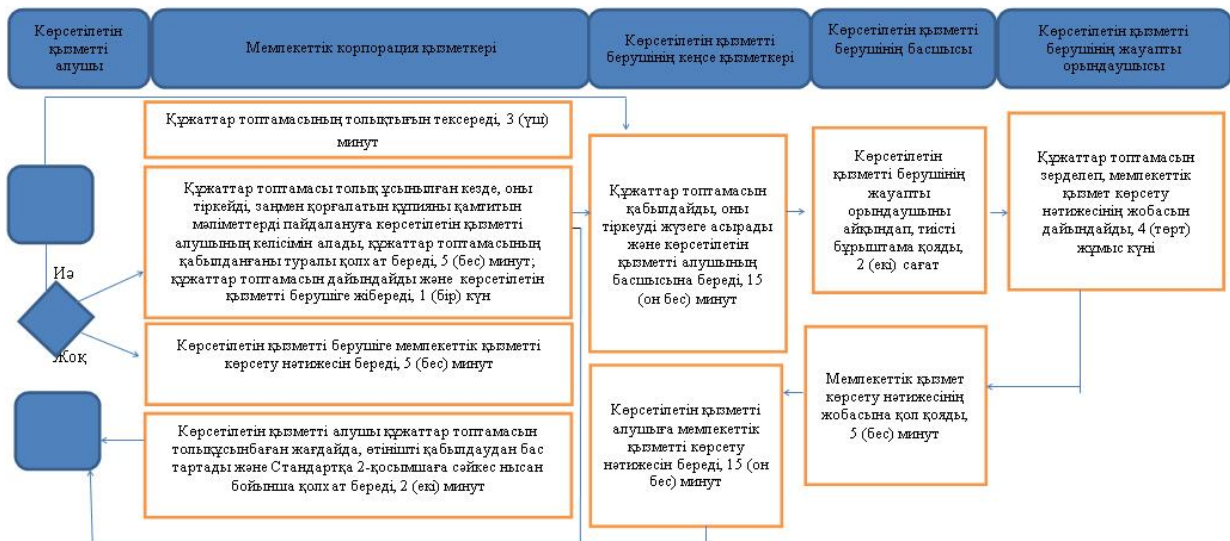 Көрсетілетін
қызметті
алушы
Мемпекеттік корпорация қызметкері
Көрсетілетін қызметті
берушінің кеңсе қызметкері
Көрсетілетін қызметті
берушінің басшысы
Көрсетілетін қызметті
берушінің жауапты
орындаушысы
Құжаттар топтамасының толықтығын тексереді, 3 (үш)
минут
Құжаттар топтамасы толық ұсынылған кезде, оны
тіркейді, заңмен қорғалатын құпияны қамтитын
мәліметтерді пайдалануға көрсетілетін қызметті
алушының келісімін алады, құжаттар топтамасының
қабылданғаны туралы қолхат береді, 5 (бес) минут;
құжаттар топтамасын дайындайды және көрсетілетін
қызметті берушіге жібереді, 1 (бір) күн
Иә
Жоқ
Көрсетілетін қызметті берушіге мемпекеттік қызметті
көрсету нәтижесін береді, 5 (бес) минут
Көрсетілетін қызметті алушы құжаттар топтамасын
толықұсынбаған жағдайда, өтінішті қабылдаудан бас
тартады және Стандартқа 2-қосымшаға сәйкес нысан
бойынша қолхат береді, 2 (екі) минут
Құжаттар топтамасын
қабылдайды, оны
тіркеуді жүзеге асырады
және көрсетілетін
қызметті алушының
басшысына береді, 15
(он бес) минут
Көрсетілетін қызметті
алушыға мемпекеттік
қызметті көрсету
нәтижесін береді, 15 (он
бес) минут
Көрсетілетін
қызметті берушінің
жауапты
орындаушыны
айқындап, тиісті
бұрыштама қояды,
2 (екі) сағат
Мемпекеттік қызмет
көрсету нәтижесінің
жобасына қол қояды,
5 (бес) минут
Құжаттар топтамасын
зерделеп, мемпекеттік
қызмет көрсету
нәтижесінің жобасын
дайындайды, 4 (төрт)
жұмыс күні